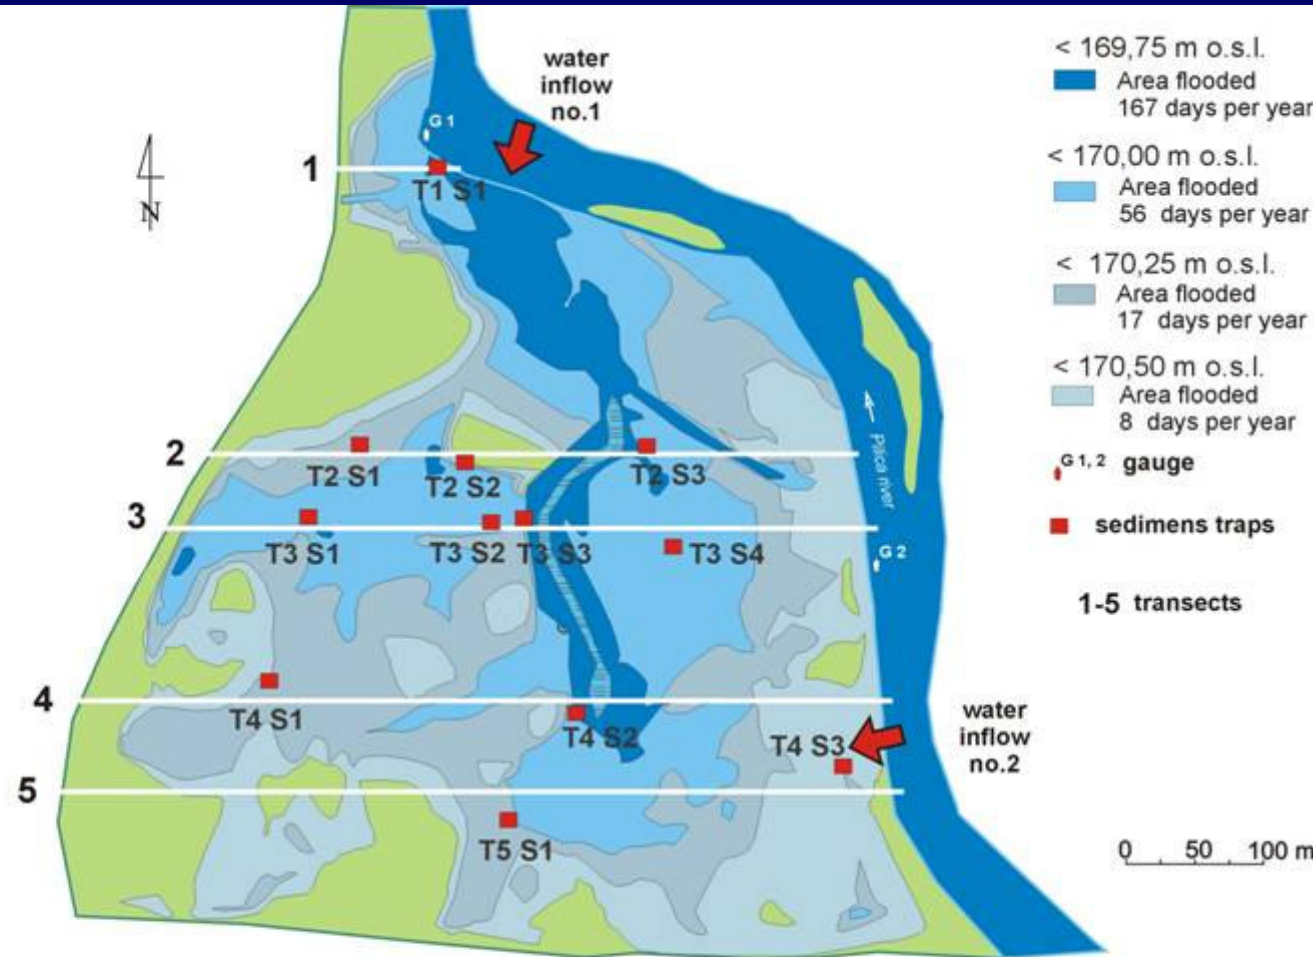 water
inflow
no.1
G 1
N
1
T1 S1
2
T2 S1
T2 S2
T2 S3
3
T3 S1
T3 S2
T3 S3
T3 S4
Pilica river
G 2
4
T4 S1
T4 S2
T4 S3
water
inflow
no.2
5
T5 S1
< 169,75 m o.s.l.
Area flooded
167 days per year
< 170,00 m o.s.l.
Area flooded
56 days per year
< 170,25 m o.s.l.
Area flooded
17 days per year
< 170,50 m o.s.l.
Area flooded
8 days per year
G 1, 2 gauge
sedimens traps
1-5 transects
0 50 100 m